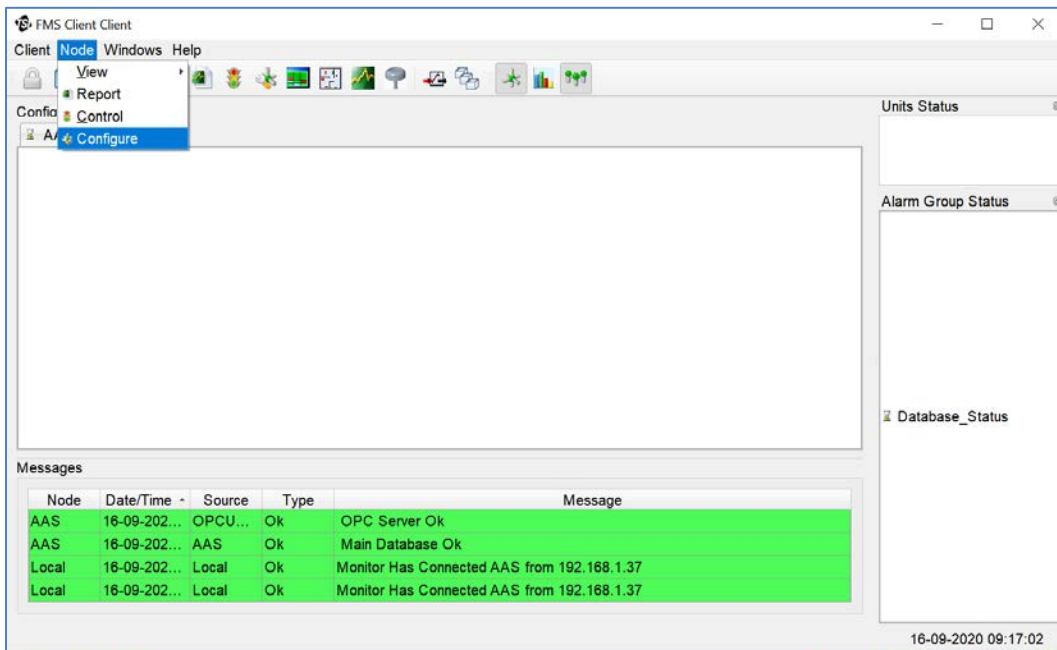 FMS Client Client
Client Node Windows Help
View
Report
Control
Configure
Units Status
Alarm Group Status
Database_Status
Messages
Node Date/Time Source Type Message
AAS 16-09-202... OPCU... Ok OPC Server Ok
AAS 16-09-202... AAS Ok Main Database Ok
Local 16-09-202... Local Ok Monitor Has Connected AAS from 192.168.1.37
Local 16-09-202... Local Ok Monitor Has Connected AAS from 192.168.1.37
16-09-2020 09:17:02